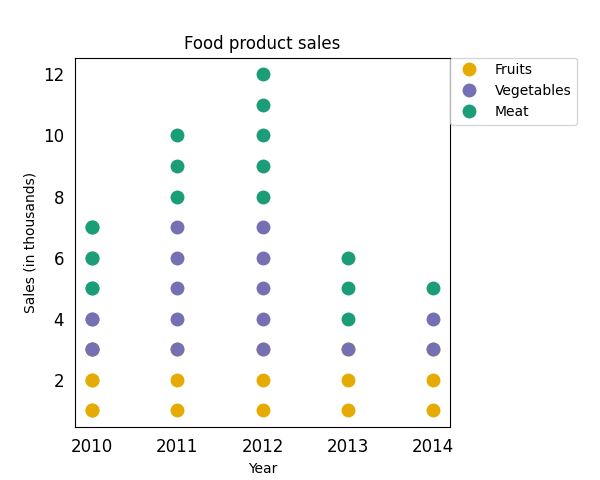 Food product sales
Fruits
Vegetables
Meat
12
10
8
6
4
2
Sales (in thousands)
2010 2011 2012 2013 2014
Year